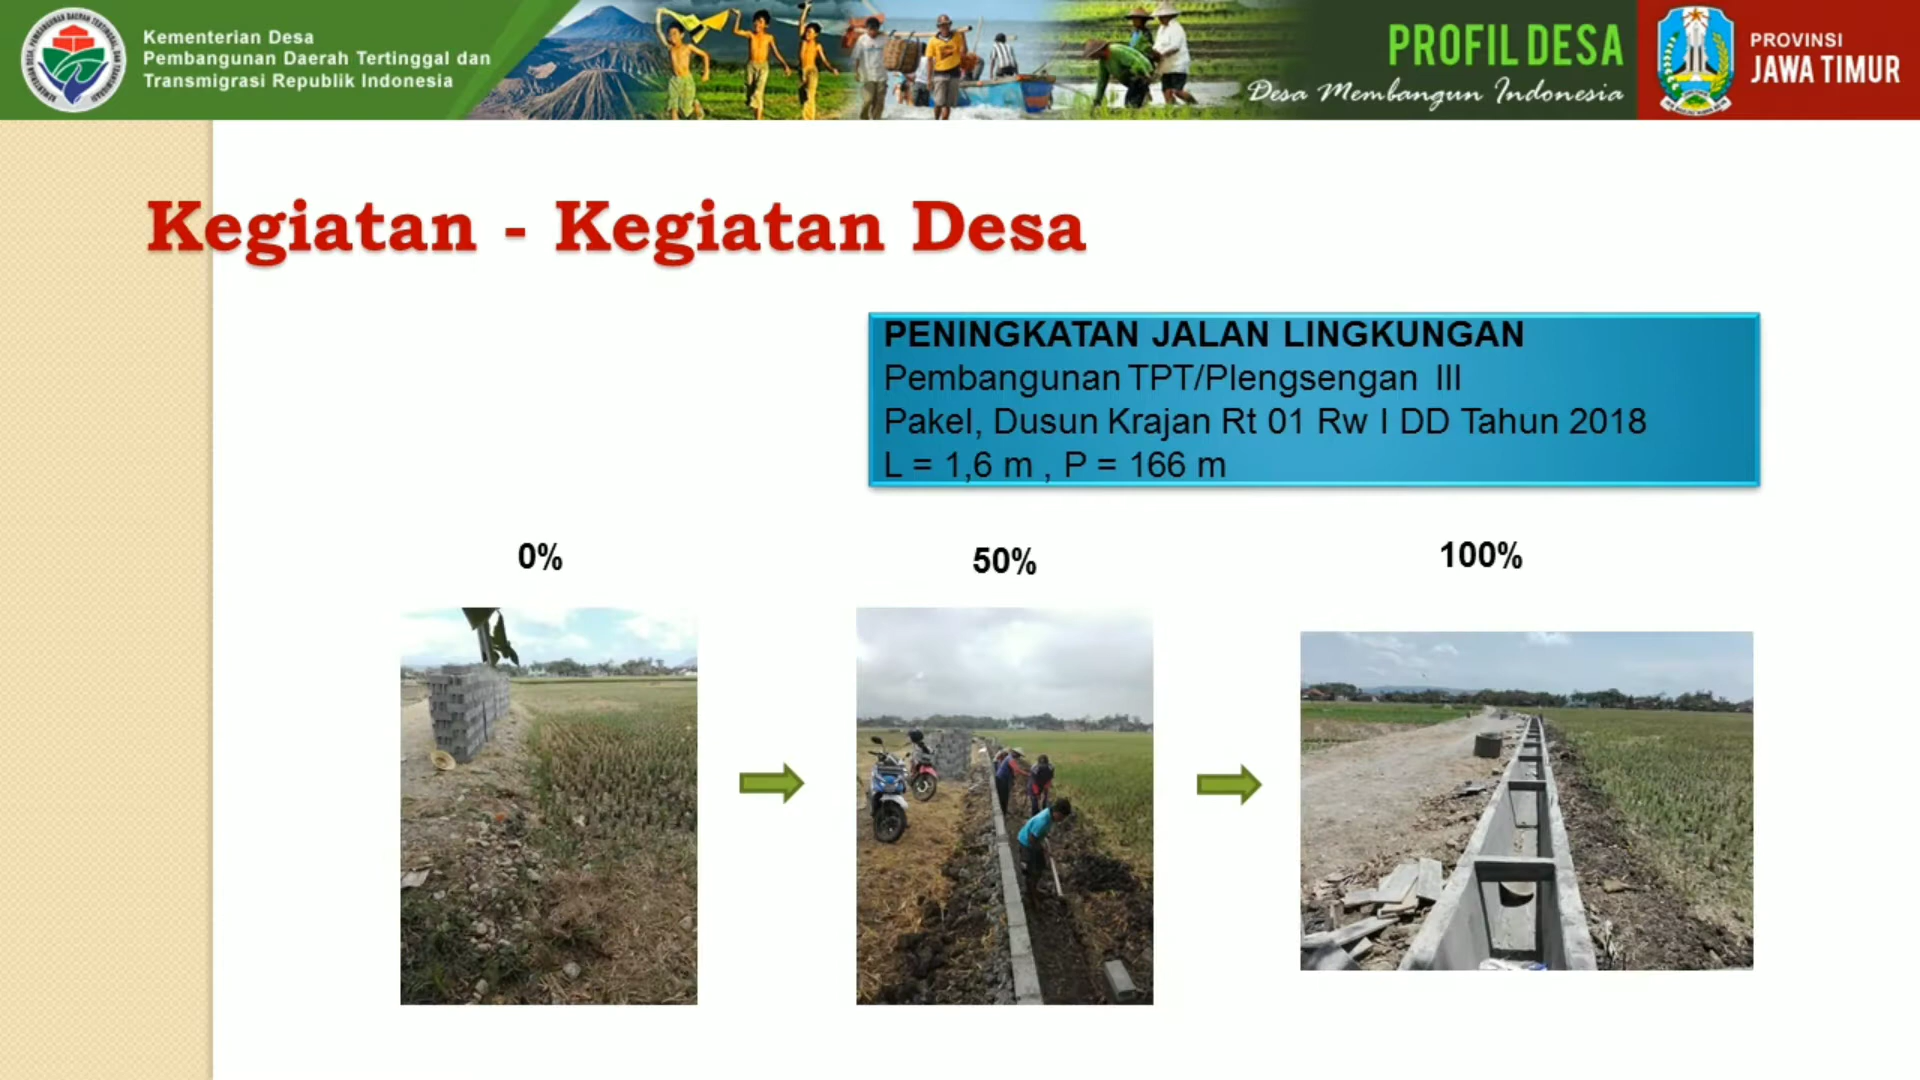 Kementerian Desa
Pembangunan Daerah Tertinggal dan
Transmigrasi Republik Indonesia
PROFIL DESA
Desa Membangun Indonesia
PROVINSI
JAWA TIMUR
Kegiatan - Kegiatan Desa
PENINGKATAN JALAN LINGKUNGAN
Pembangunan TPT/Plengsengan III
Pakel, Dusun Krajan Rt 01 Rw I DD Tahun 2018
L = 1,6 m , P = 166 m
0%
50%
100%